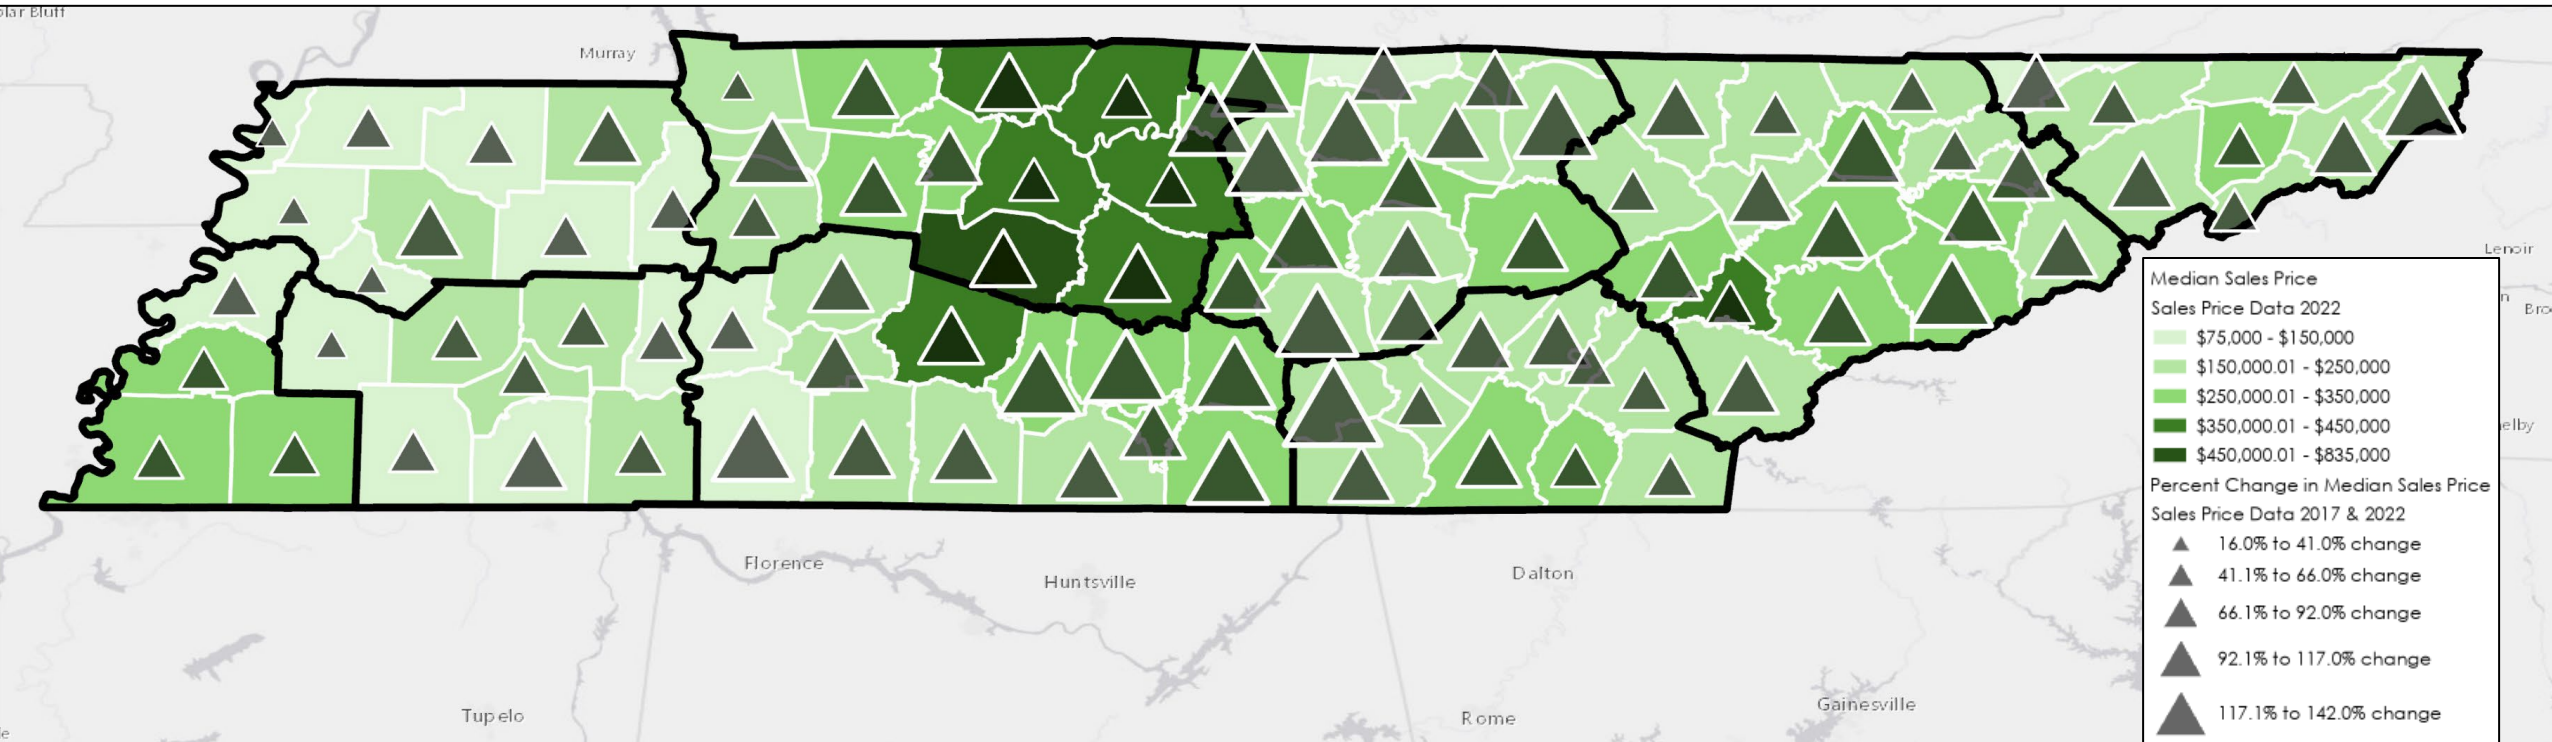 lar Bluff
Murray
Lenoir
Bro
elby
Median Sales Price
Sales Price Data 2022
$75,000 - $150,000
$150,000.01 - $250,000
$250,000.01 - $350,000
$350,000.01 - $450,000
$450,000.01 - $835,000
Percent Change in Median Sales Price
Sales Price Data 2017 & 2022
16.0% to 41.0% change
41.1% to 66.0% change
66.1% to 92.0% change
92.1% to 117.0% change
117.1% to 142.0% change
Florence
Huntsville
Dalton
Tupelo
Rome
Gainesville